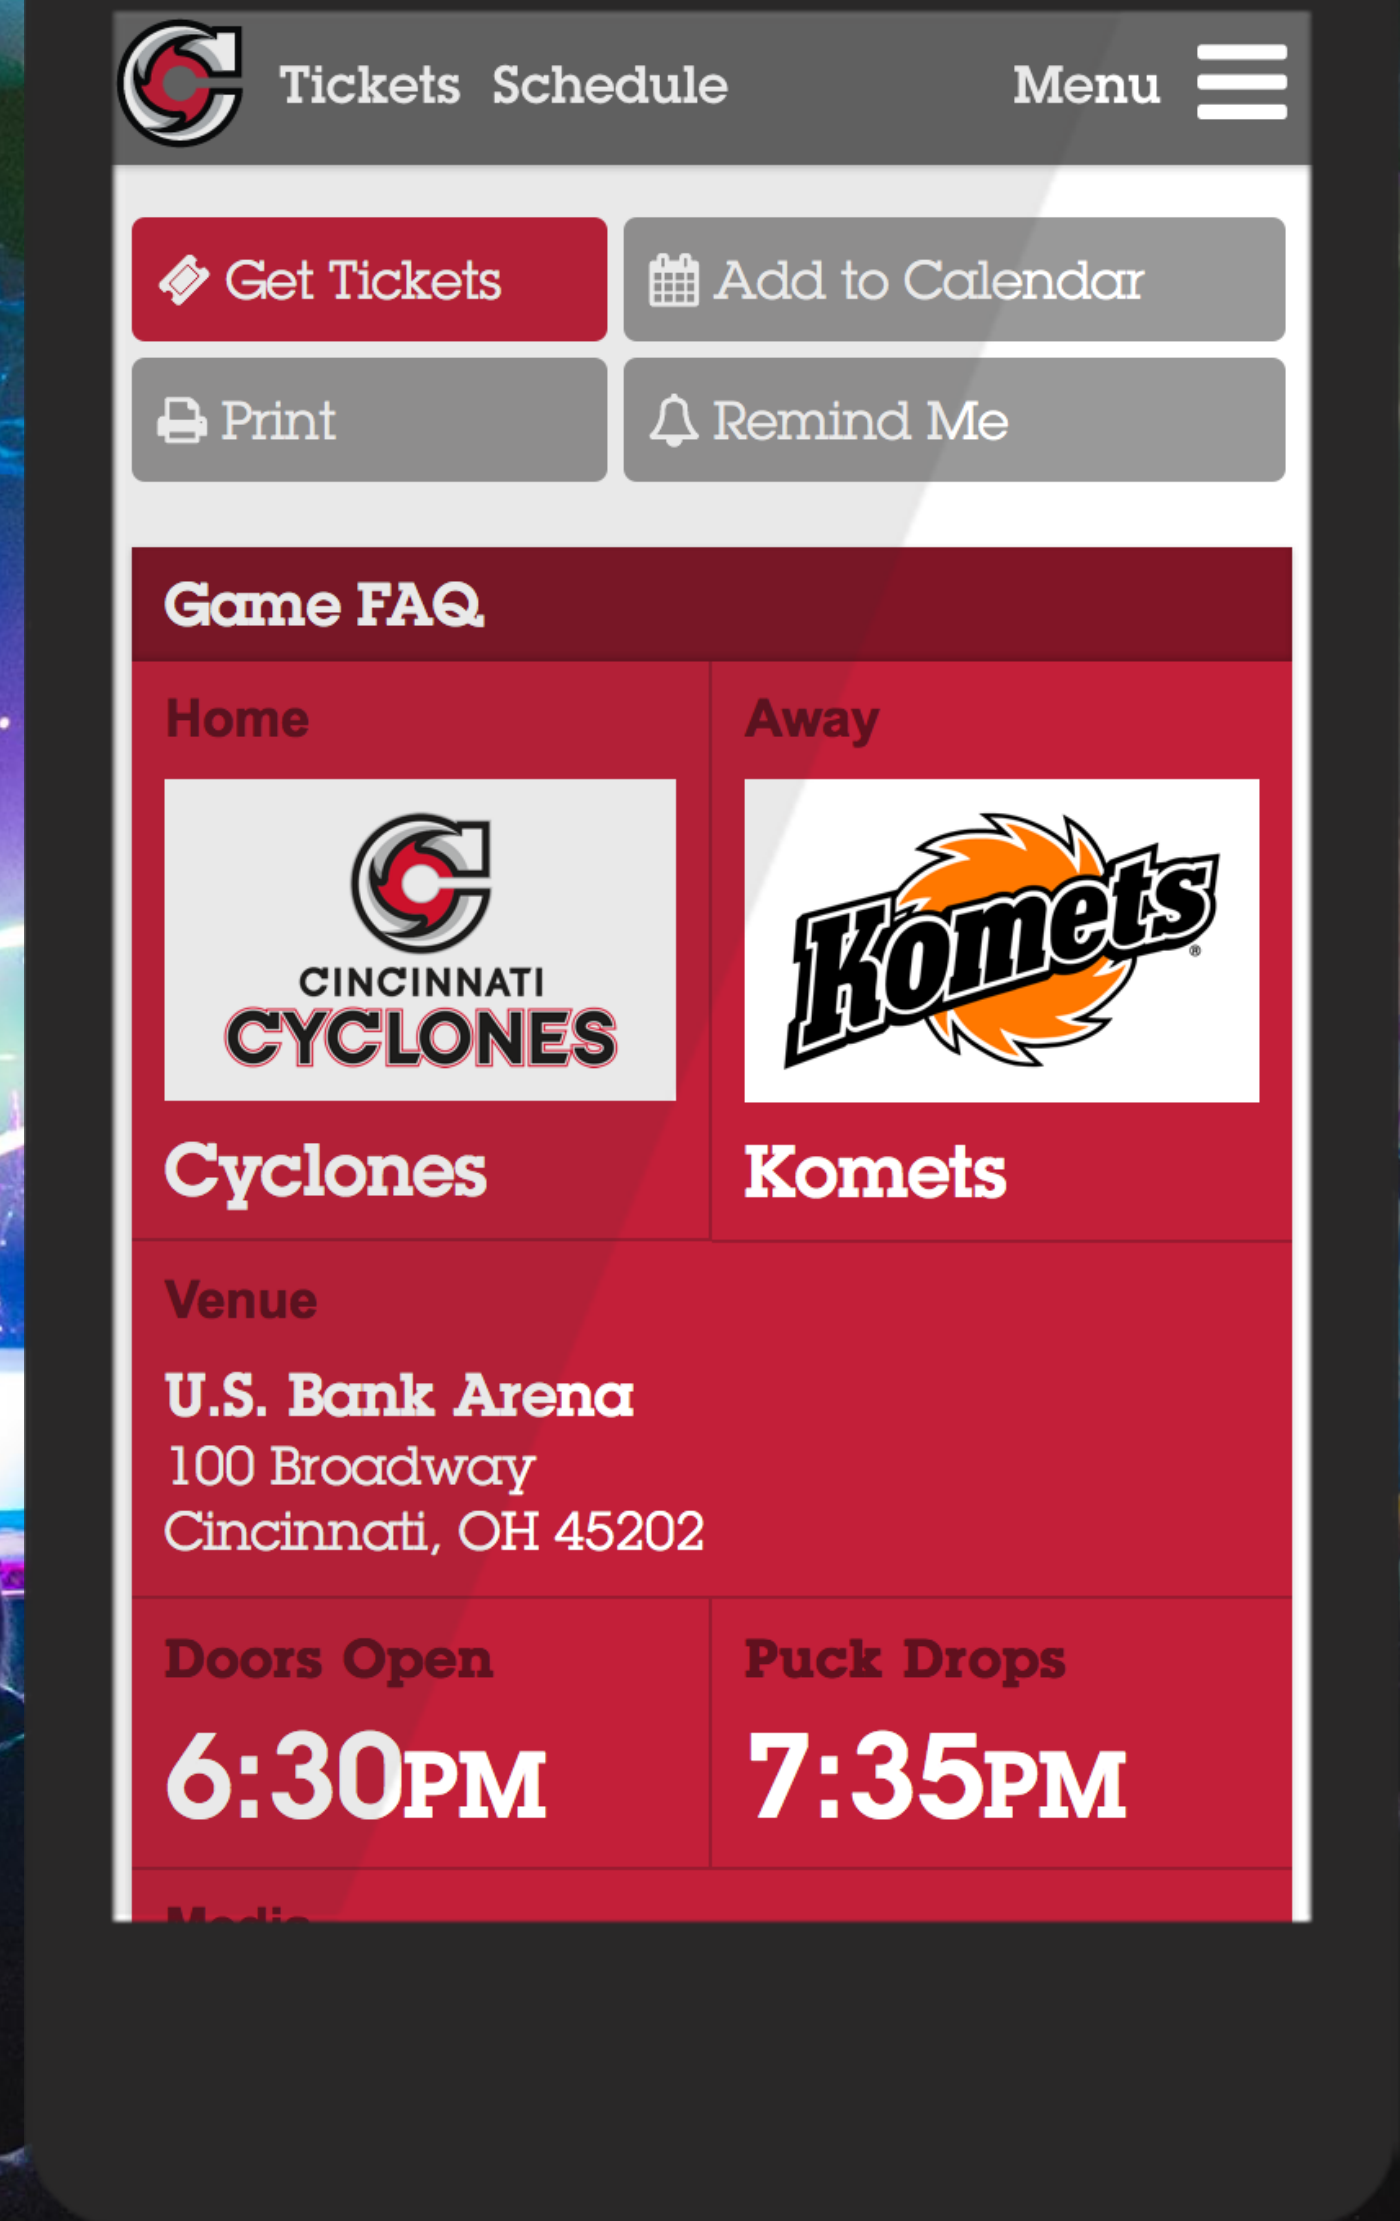 Tickets Schedule Menu
Get Tickets Add to Calendar
Print Remind Me
Game FAQ
Home Away
CINCINNATI
CYCLONES
Komets
®
Cyclones Komets
Venue
U.S. Bank Arena
100 Broadway
Cincinnati, OH 45202
Doors Open Puck Drops
6:30PM 7:35PM
Media